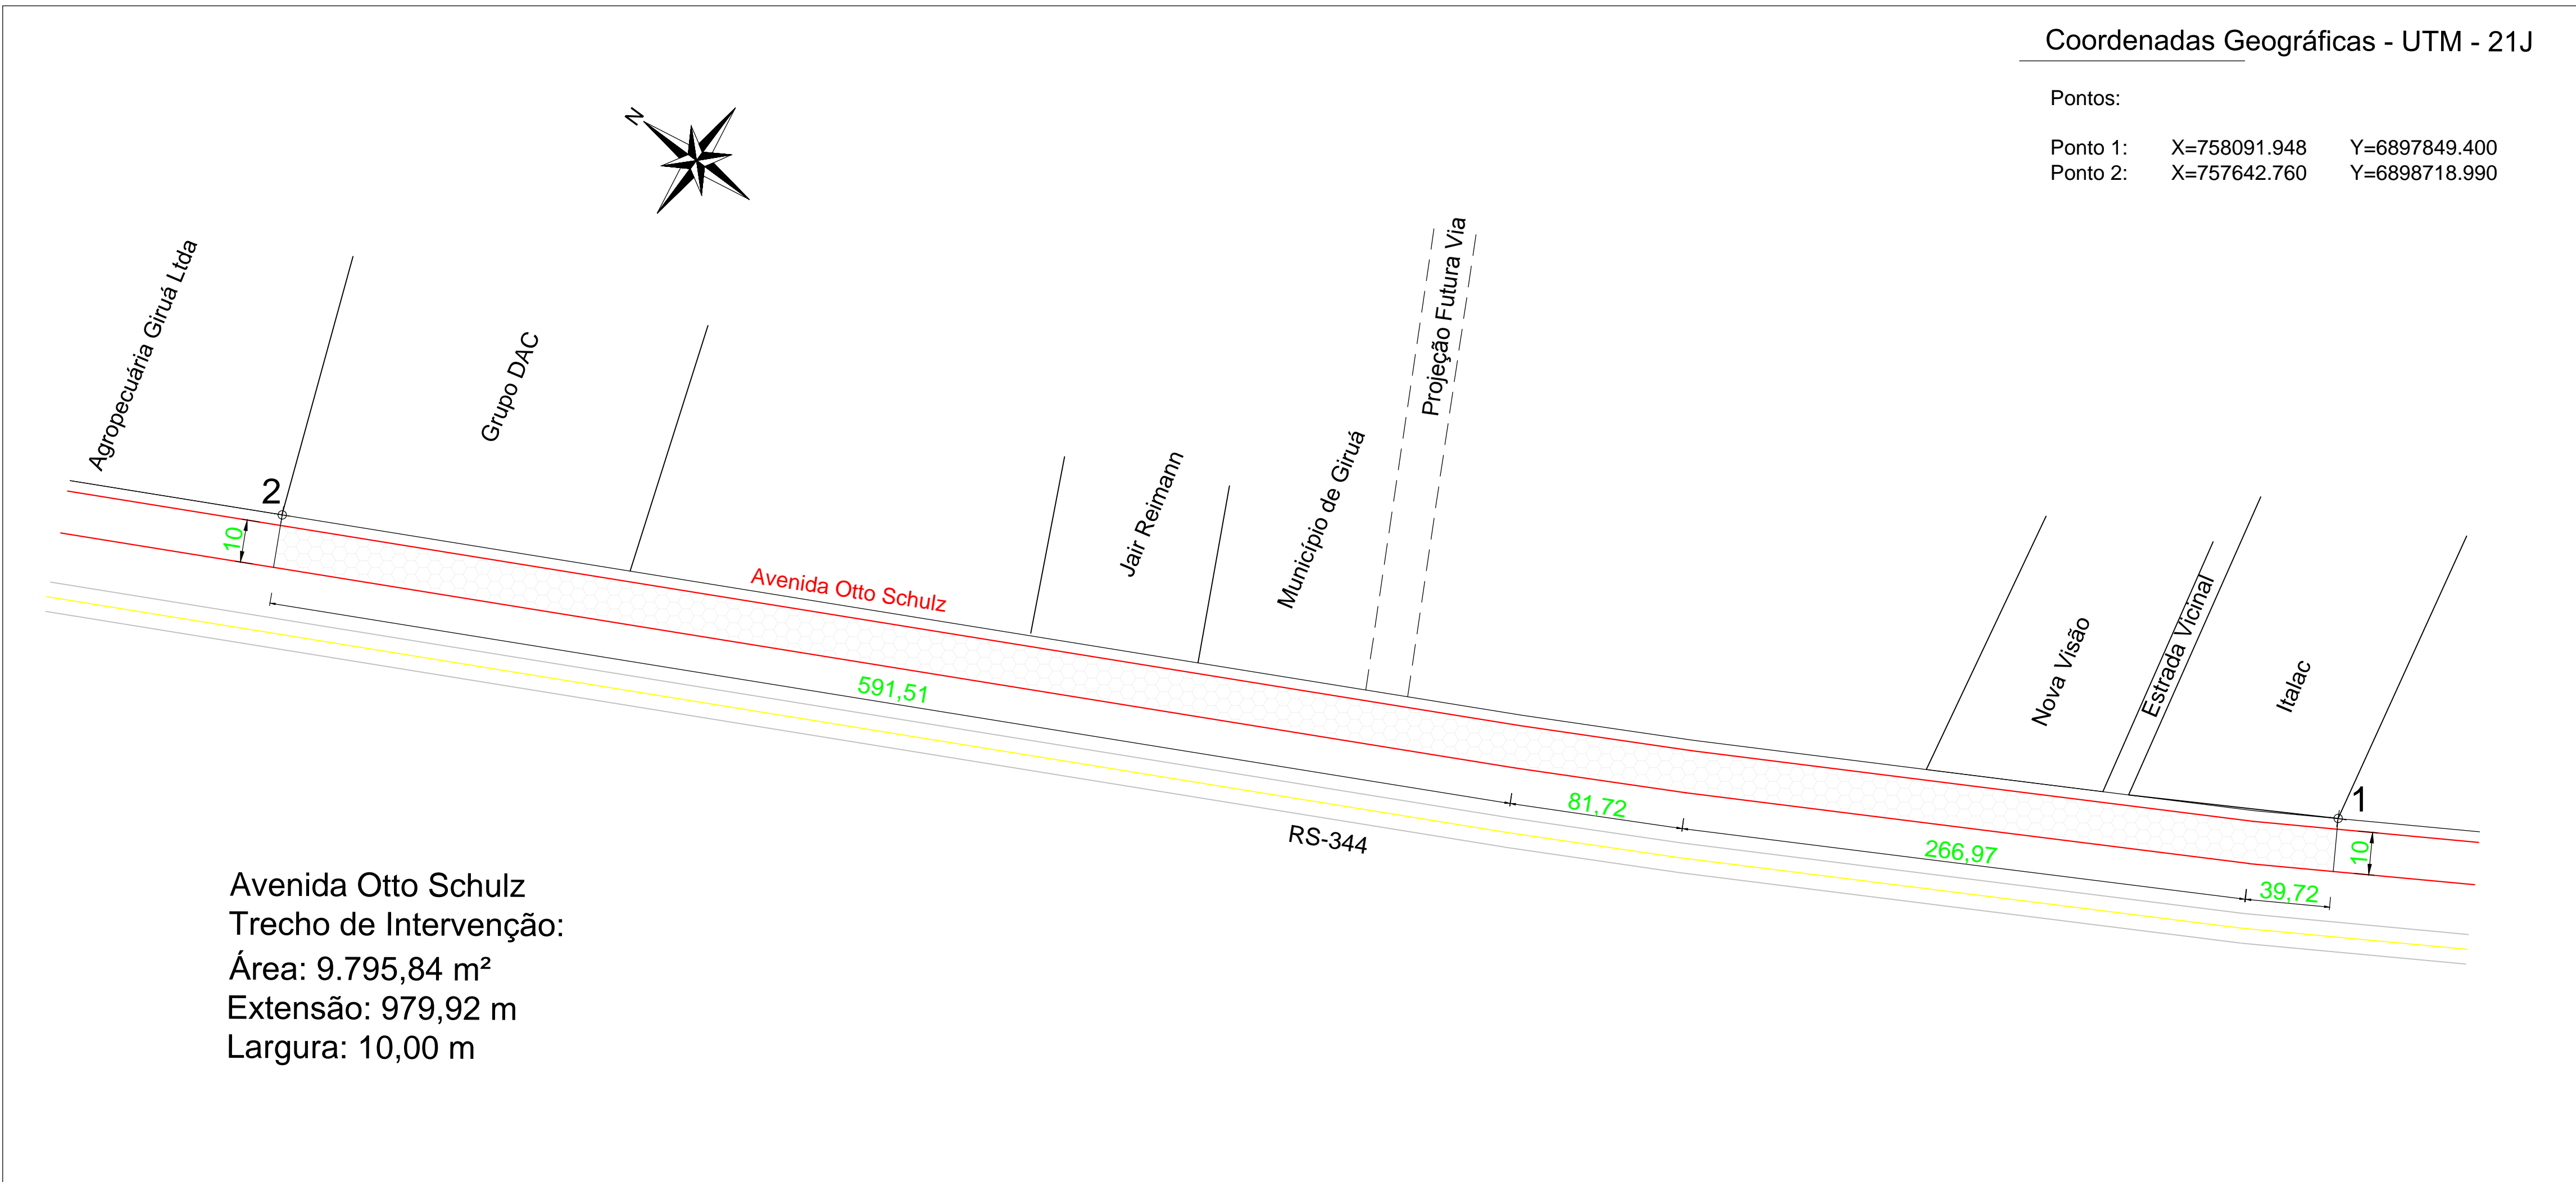 Coordenadas Geográficas - UTM - 21J
Pontos:
Ponto 1: X=758091.948 Y=6897849.400
Ponto 2: X=757642.760 Y=6898718.990
N
Agropecuária Giruá Ltda
Grupo DAC
Jair Reimann
Município de Giruá
Projeção Futura Via
Nova Visão
Estrada Vicinal
Italac
2
1
10
Avenida Otto Schulz
591,51
81,72
266,97
39,72
10
RS-344
Avenida Otto Schulz
Trecho de Intervenção:
Área: 9.795,84 m²
Extensão: 979,92 m
Largura: 10,00 m